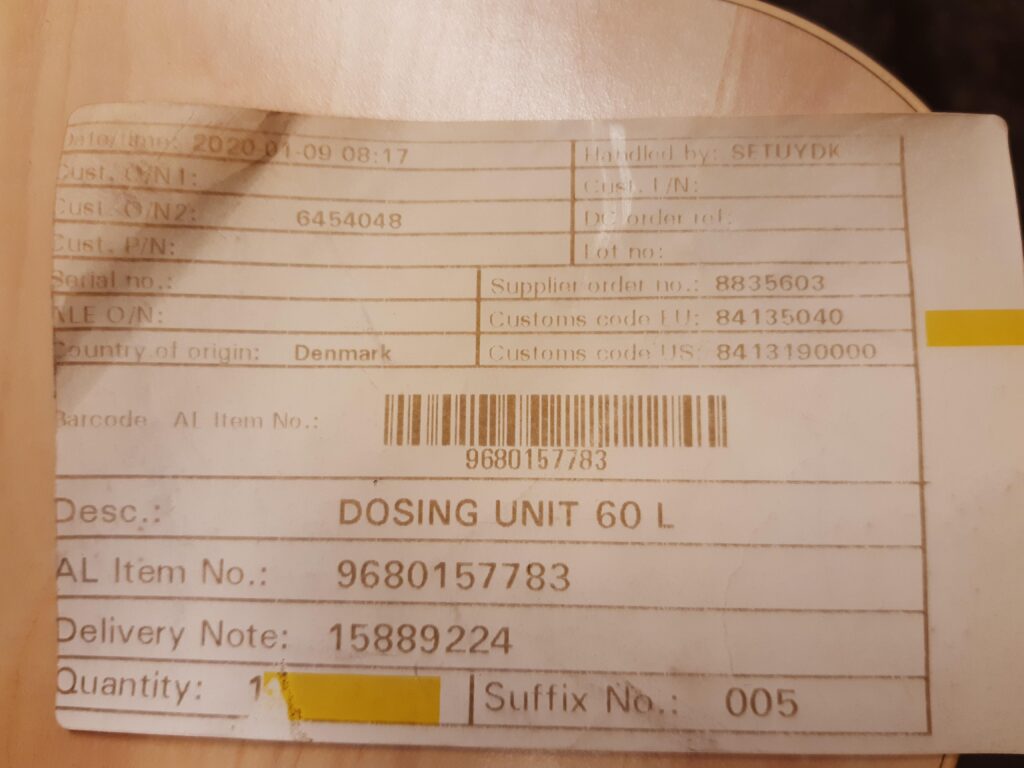 Date/time: 2020-01-09 08:17 Handled by: SETUYDK
Cust. O/N1: Cust. I/N:
Cust. O/N2: 6454048 DC order ref:
Cust. P/N: Lot no:
Serial no.: Supplier order no.: 8835603
ALE O/N: Customs code EU: 84135040
Country of origin: Denmark Customs code US: 8413190000
Barcode AL Item No.:
9680157783
Desc.: DOSING UNIT 60 L
AL Item No.: 9680157783
Delivery Note: 15889224
Quantity: 1 Suffix No.: 005